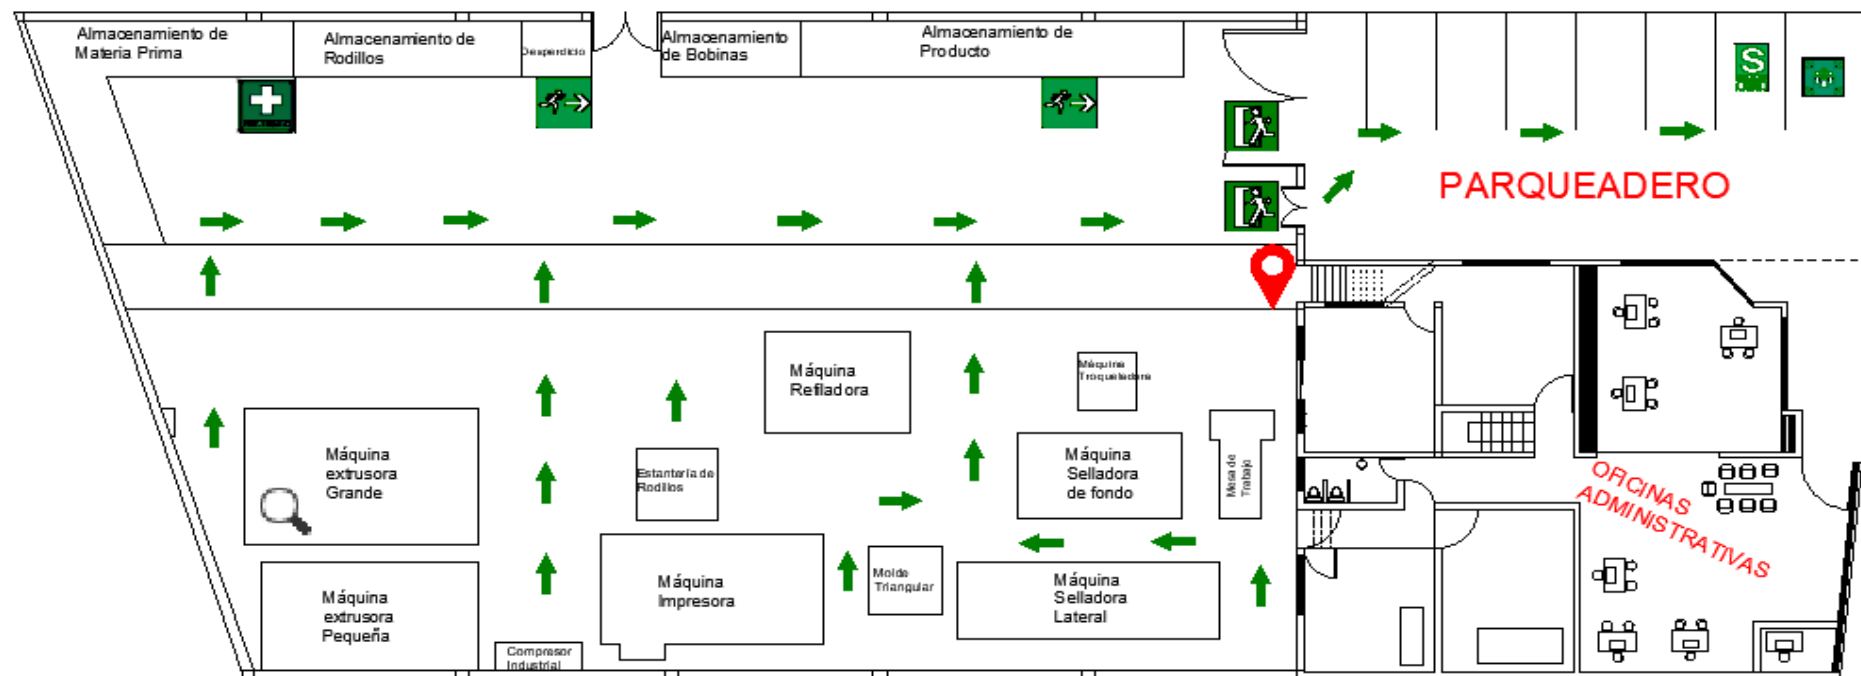 Almacenamiento de
Materia Prima
Almacenamiento de
Rodillos
Desperdicio
Almacenamiento
de Bobinas
Almacenamiento de
Producto
S
PARQUEADERO
Máquina
Refiladora
Máquina
Troqueladora
Máquina
extrusora
Grande
Estantería de
Rodillos
Máquina
Selladora
de fondo
Mesa de
Trabajo
OFICINAS
ADMINISTRATIVAS
Máquina
extrusora
Pequeña
Compresor
Industrial
Máquina
Impresora
Molde
Triangular
Máquina
Selladora
Lateral